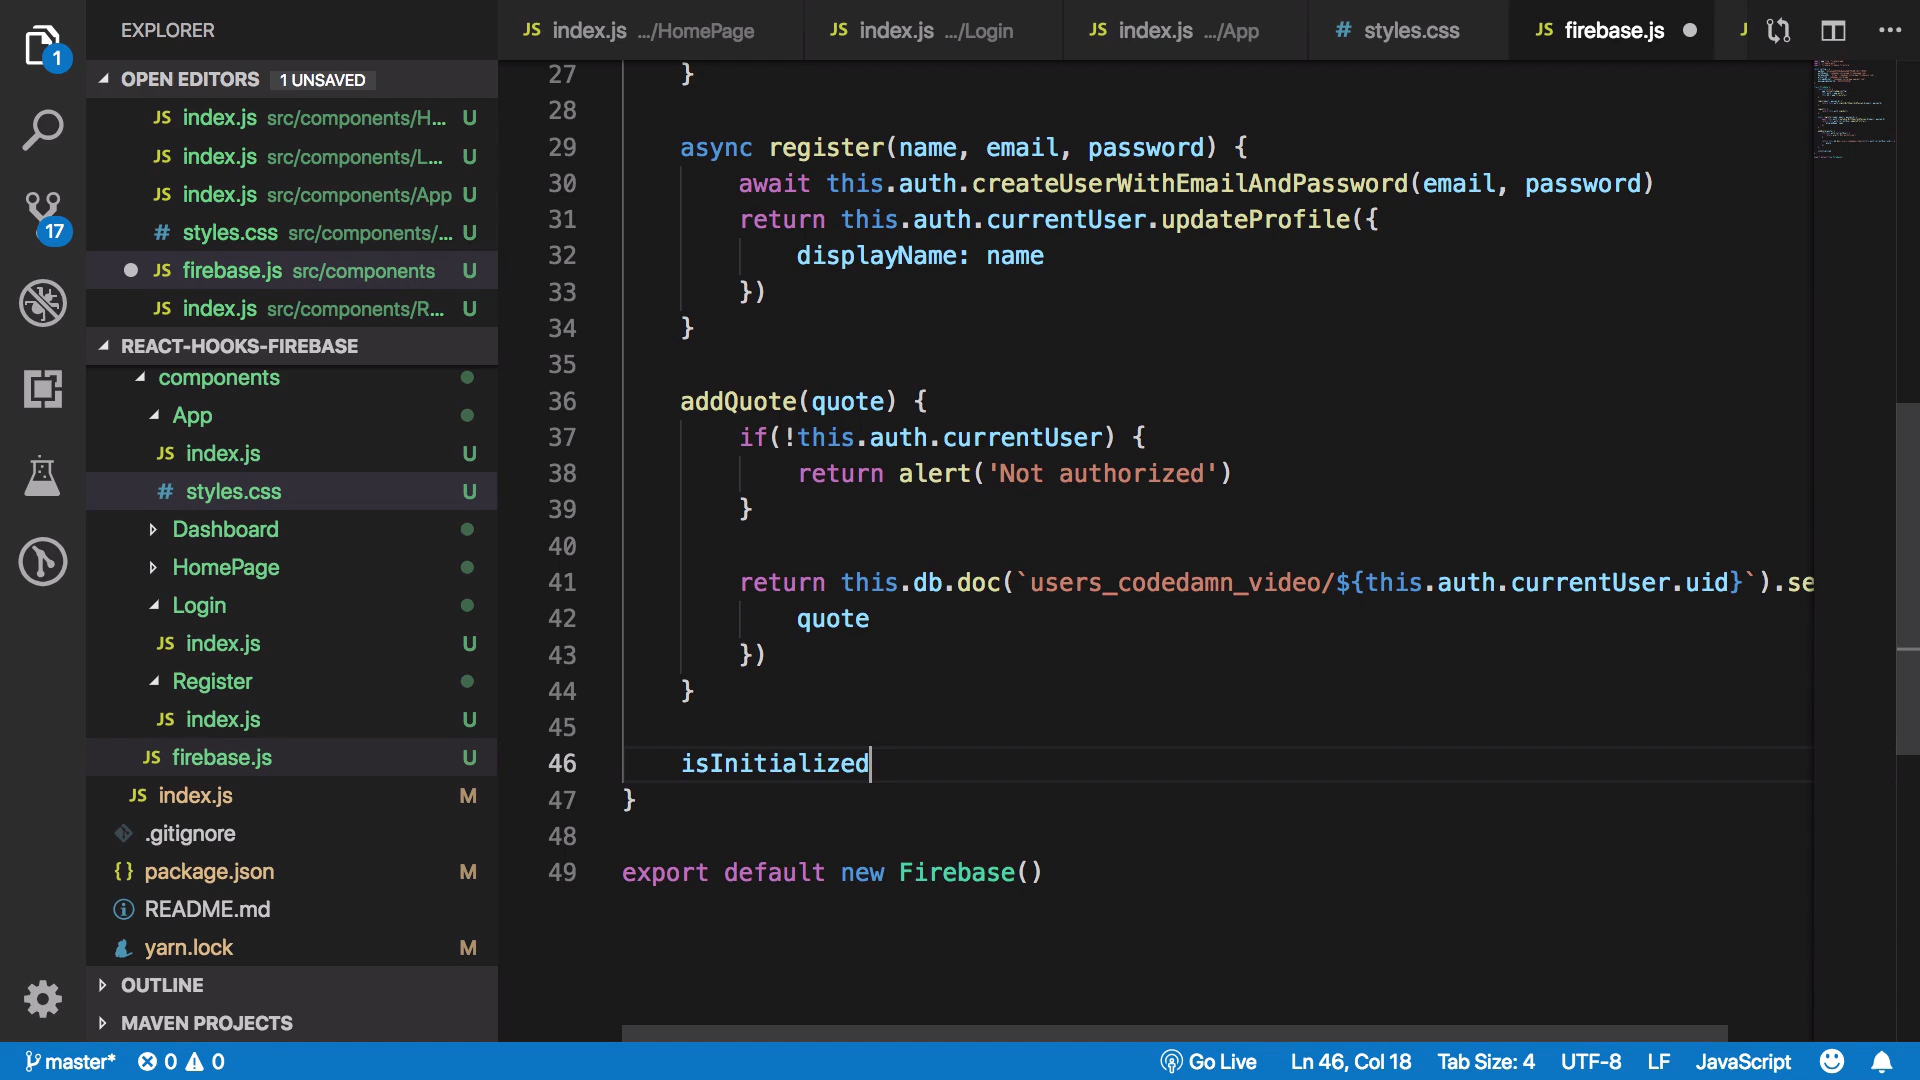 EXPLORER
OPEN EDITORS 1 UNSAVED
JS index.js src/components/H... U
JS index.js src/components/L... U
JS index.js src/components/App U
# styles.css src/components/... U
JS firebase.js src/components U
JS index.js src/components/R... U
REACT-HOOKS-FIREBASE
components
App
JS index.js U
# styles.css U
Dashboard
HomePage
Login
JS index.js U
Register
JS index.js U
JS firebase.js U
JS index.js M
.gitignore
{} package.json M
README.md
yarn.lock M
OUTLINE
MAVEN PROJECTS
1
17
JS index.js .../HomePage JS index.js .../Login JS index.js .../App # styles.css JS firebase.js
27 }
28
29 async register(name, email, password) {
30 await this.auth.createUserWithEmailAndPassword(email, password)
31 return this.auth.currentUser.updateProfile({
32 displayName: name
33 })
34 }
35
36 addQuote(quote) {
37 if(!this.auth.currentUser) {
38 return alert('Not authorized')
39 }
40
41 return this.db.doc(`users_codedamn_video/${this.auth.currentUser.uid}`).se
42 quote
43 })
44 }
45
46 isInitialized
47 }
48
49 export default new Firebase()
master* 0 0 Go Live Ln 46, Col 18 Tab Size: 4 UTF-8 LF JavaScript